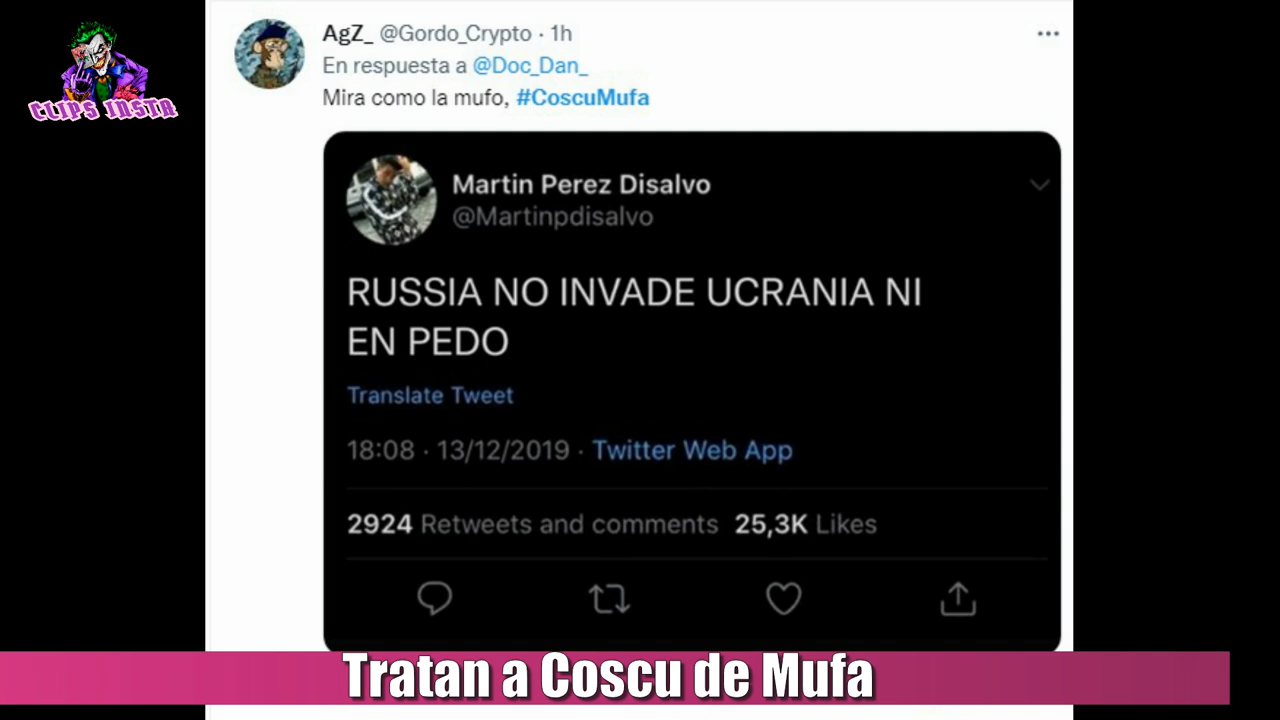 CLIPS INSTA
AgZ_ @Gordo_Crypto · 1h
En respuesta a @Doc_Dan_
Mira como la mufo, #CoscuMufa
Martin Perez Disalvo
@Martinpdisalvo
RUSSIA NO INVADE UCRANIA NI
EN PEDO
Translate Tweet
18:08 · 13/12/2019 · Twitter Web App
2924 Retweets and comments 25,3K Likes
Tratan a Coscu de Mufa